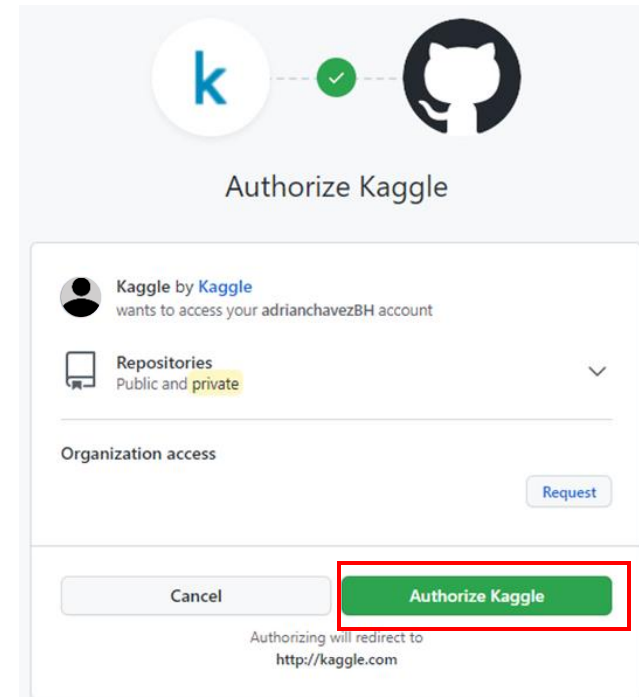 k
Authorize Kaggle
Kaggle by Kaggle
wants to access your adrianchavezBH account
Repositories
Public and private
Organization access
Request
Cancel
Authorize Kaggle
Authorizing will redirect to
http://kaggle.com